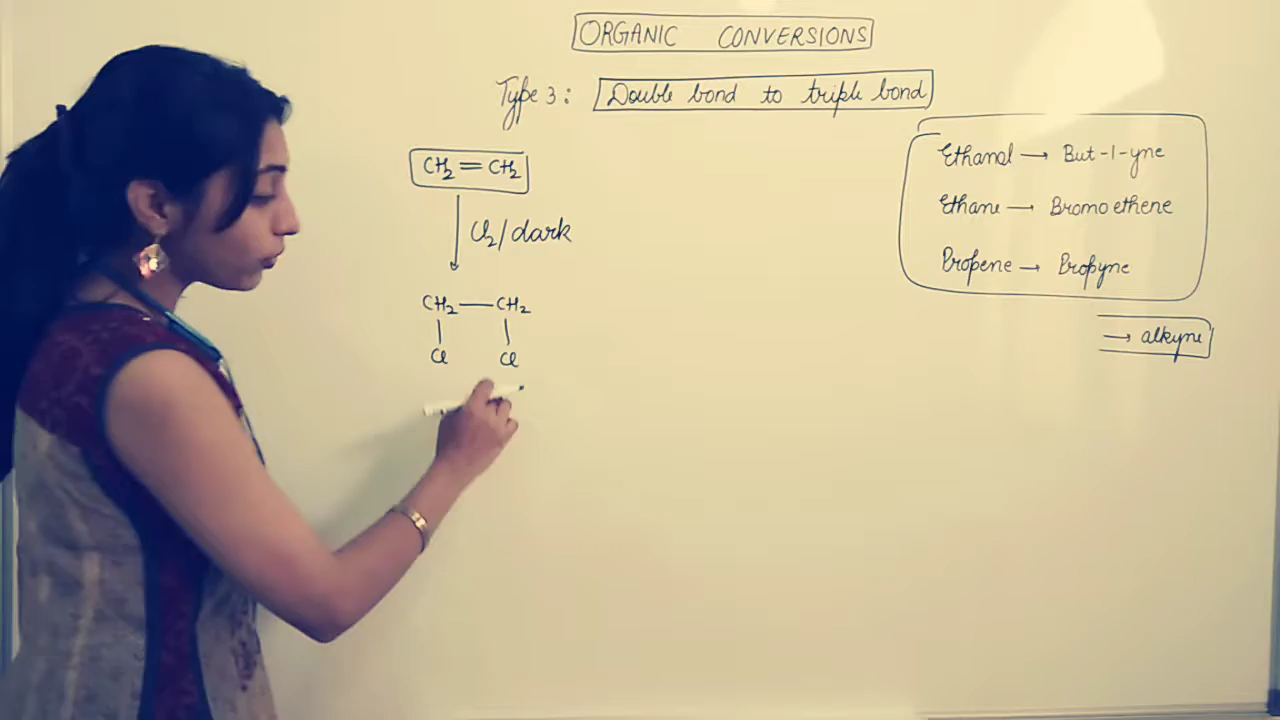 ORGANIC CONVERSIONS
Type 3: Double bond to triple bond
CH₂=CH₂
Cl₂/dark
CH₂—CH₂
Cl Cl
Ethanol → But-1-yne
Ethane → Bromoethene
Propene → Propyne
→ alkyne